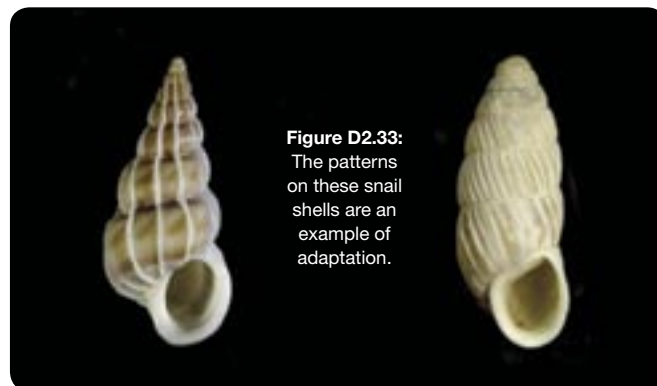 Figure D2.33:
The patterns
on these snail
shells are an
example of
adaptation.